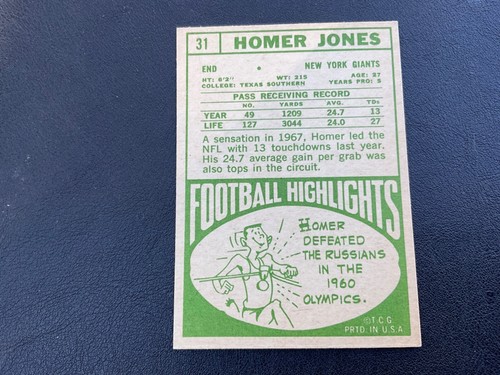 31 HOMER JONES
END • NEW YORK GIANTS
HT: 6'2" WT: 215 AGE: 27
COLLEGE: TEXAS SOUTHERN YEARS PRO: 5
PASS RECEIVING RECORD
NO. YARDS AVG. TDs
YEAR 49 1209 24.7 13
LIFE 127 3044 24.0 27
A sensation in 1967, Homer led the
NFL with 13 touchdowns last year.
His 24.7 average gain per grab was
also tops in the circuit.
FOOTBALL HIGHLIGHTS
HOMER
DEFEATED
THE RUSSIANS
IN THE
1960
OLYMPICS.
©T.C.G.
PRTD. IN U.S.A.